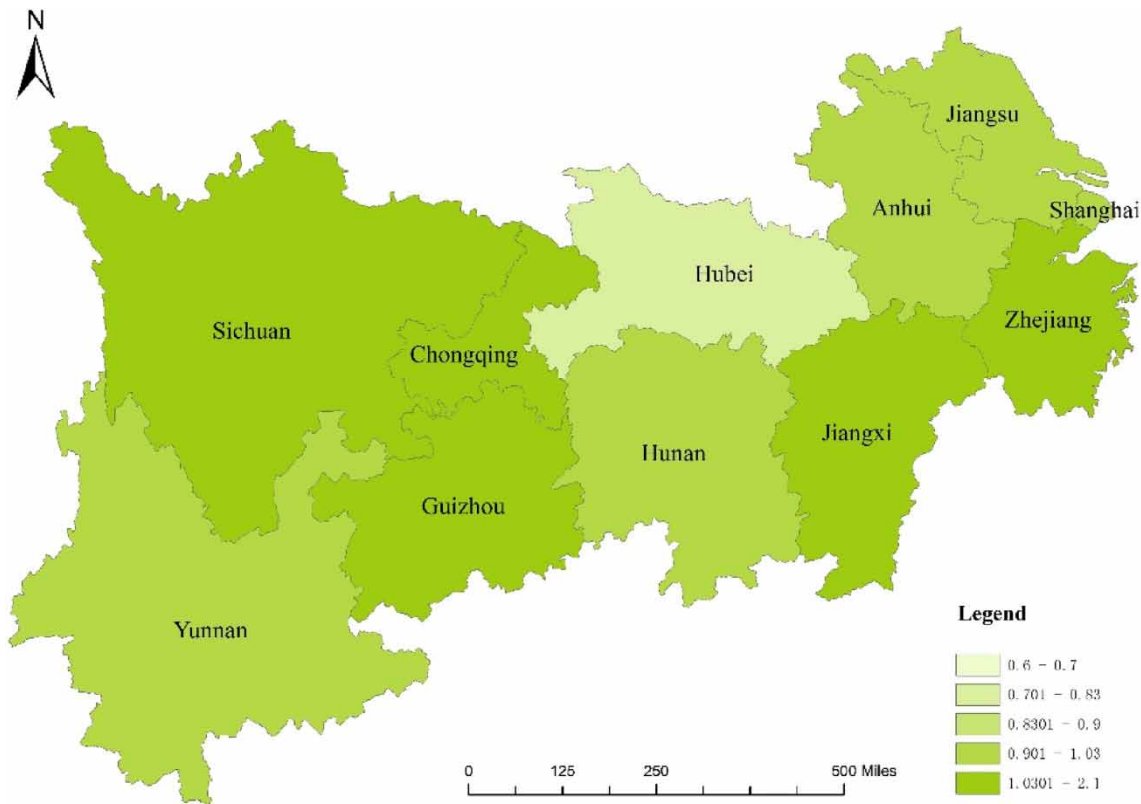 N
Jiangsu
Anhui
Shanghai
Hubei
Zhejiang
Sichuan
Chongqing
Jiangxi
Hunan
Guizhou
Yunnan
Legend
0.6 - 0.7
0.701 - 0.83
0.8301 - 0.9
0.901 - 1.03
1.0301 - 2.1
0 125 250 500 Miles